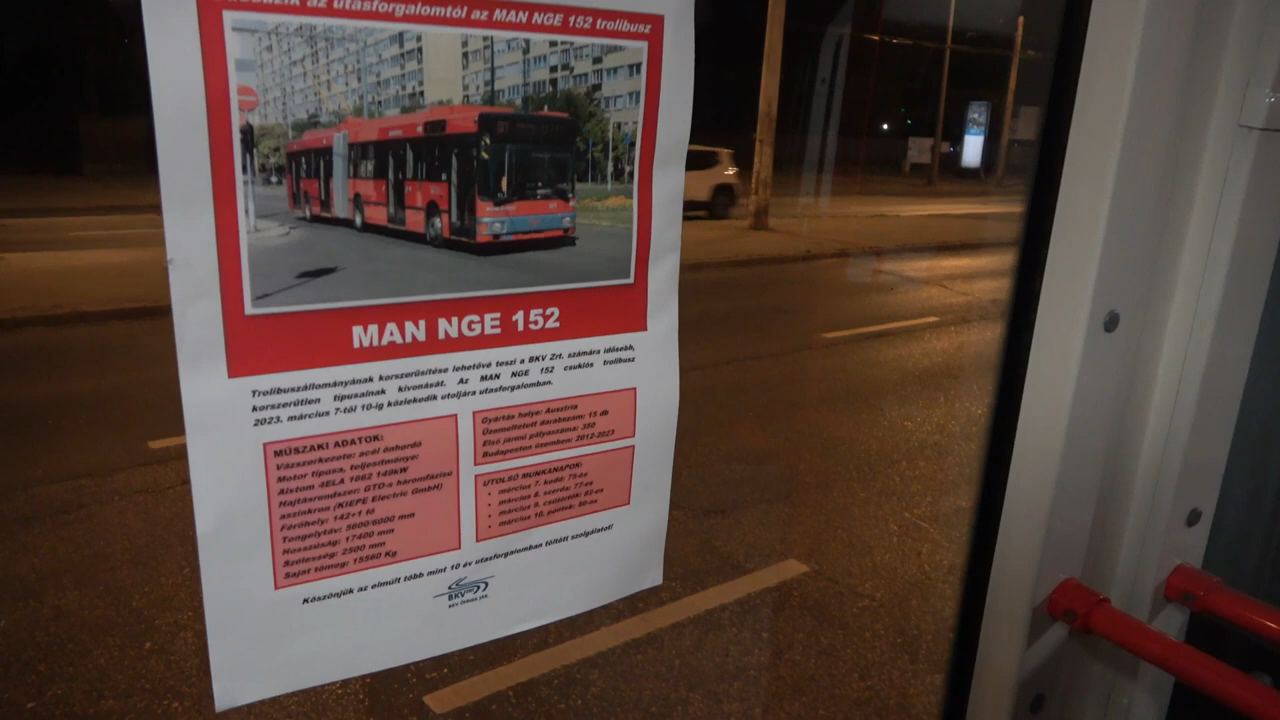 az utasforgalomtól az MAN NGE 152 trolibusz
MAN NGE 152
Trolibuszállományának korszerűsítése lehetővé teszi a BKV Zrt. számára idősebb,
korszerűtlen típusainak kivonását. Az MAN NGE 152 csuklós trolibusz
2023. március 7-től 10-ig közlekedik utoljára utasforgalomban.
MŰSZAKI ADATOK:
Vázszerkezete: acél önhordó
Motor típusa, teljesítménye:
Alstom 4ELA 1662 149kW
Hajtásrendszer: GTO-s háromfázisú
aszinkron (KIEPE Electric GmbH)
Férőhely: 142+1 fő
Tengelytáv: 5600/6000 mm
Hosszúság: 17400 mm
Szélesség: 2500 mm
Saját tömeg: 15560 Kg
Gyártás helye: Ausztria
Üzemeltetett darabszám: 15 db
Első jármű pályaszáma: 350
Budapesten üzemben: 2012-2023
UTOLSÓ MUNKANAPOK:
• március 7. kedd: 75-ös
• március 8. szerda: 77-es
• március 9. csütörtök: 82-es
• március 10. péntek: 80-as
Köszönjük az elmúlt több mint 10 év utasforgalomban töltött szolgálatot!
BKV